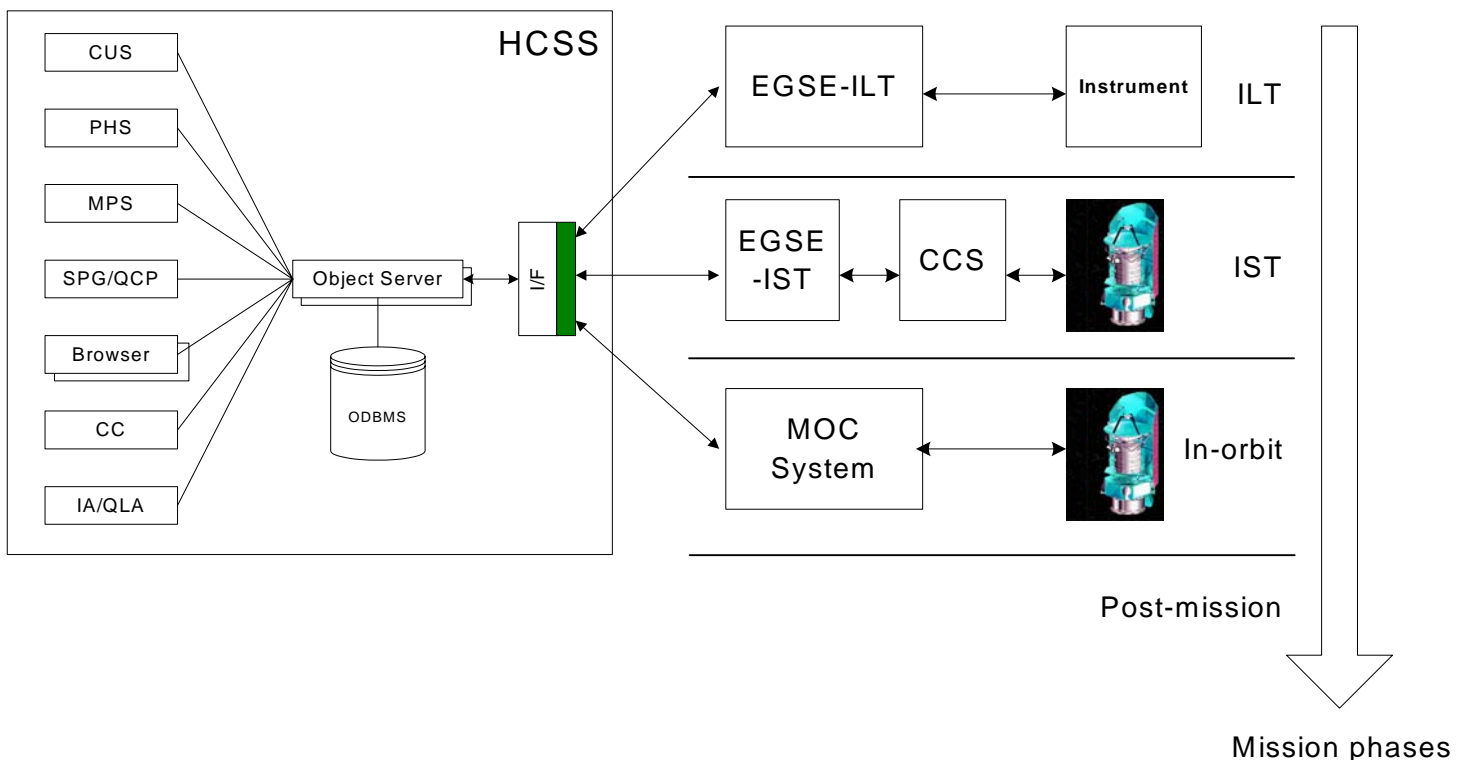 HCSS
CUS
PHS
MPS
SPG/QCP
Browser
CC
IA/QLA
Object Server
ODBMS
I/F
EGSE-ILT
Instrument
ILT
EGSE
-IST
CCS
IST
MOC
System
In-orbit
Post-mission
Mission phases